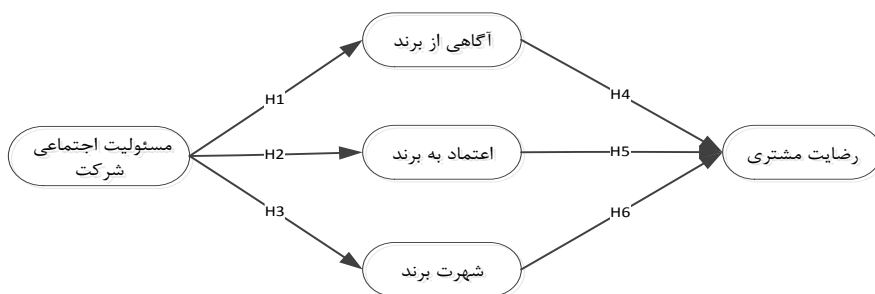 آگاهی از برند
H1
H4
مسئولیت اجتماعی
شرکت
H2
اعتماد به برند
H5
رضایت مشتری
H3
H6
شهرت برند